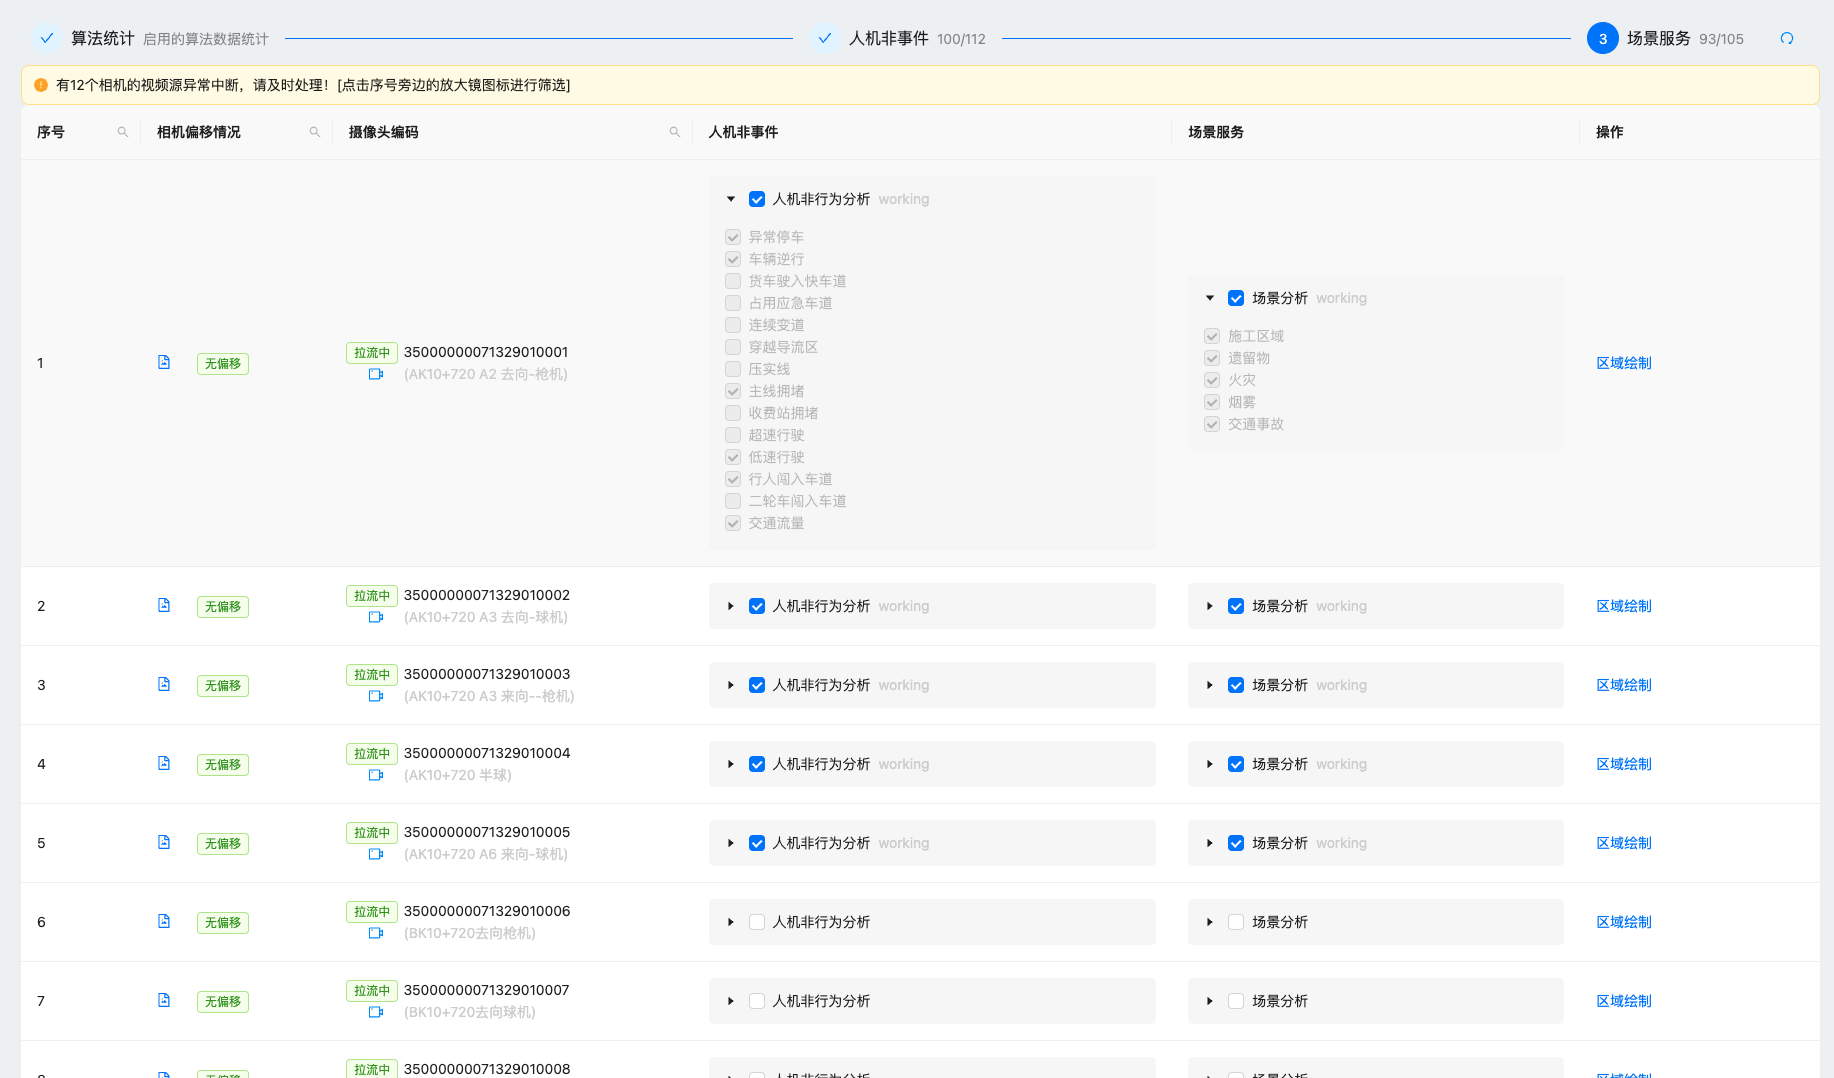 算法统计 启用的算法数据统计 人机非事件 100/112 3 场景服务 93/105
有12个相机的视频源异常中断，请及时处理！[点击序号旁边的放大镜图标进行筛选]
序号 相机偏移情况 摄像头编码 人机非事件 场景服务 操作
1 无偏移 拉流中 35000000071329010001
(AK10+720 A2 去向-枪机)
人机非行为分析 working
异常停车
车辆逆行
货车驶入快车道
占用应急车道
连续变道
穿越导流区
压实线
主线拥堵
收费站拥堵
超速行驶
低速行驶
行人闯入车道
二轮车闯入车道
交通流量
场景分析 working
施工区域
遗留物
火灾
烟雾
交通事故
区域绘制
2 无偏移 拉流中 35000000071329010002
(AK10+720 A3 去向-球机)
人机非行为分析 working 场景分析 working 区域绘制
3 无偏移 拉流中 35000000071329010003
(AK10+720 A3 来向--枪机)
人机非行为分析 working 场景分析 working 区域绘制
4 无偏移 拉流中 35000000071329010004
(AK10+720 半球)
人机非行为分析 working 场景分析 working 区域绘制
5 无偏移 拉流中 35000000071329010005
(AK10+720 A6 来向-球机)
人机非行为分析 working 场景分析 working 区域绘制
6 无偏移 拉流中 35000000071329010006
(BK10+720去向枪机)
人机非行为分析 场景分析 区域绘制
7 无偏移 拉流中 35000000071329010007
(BK10+720去向球机)
人机非行为分析 场景分析 区域绘制
拉流中 35000000071329010008